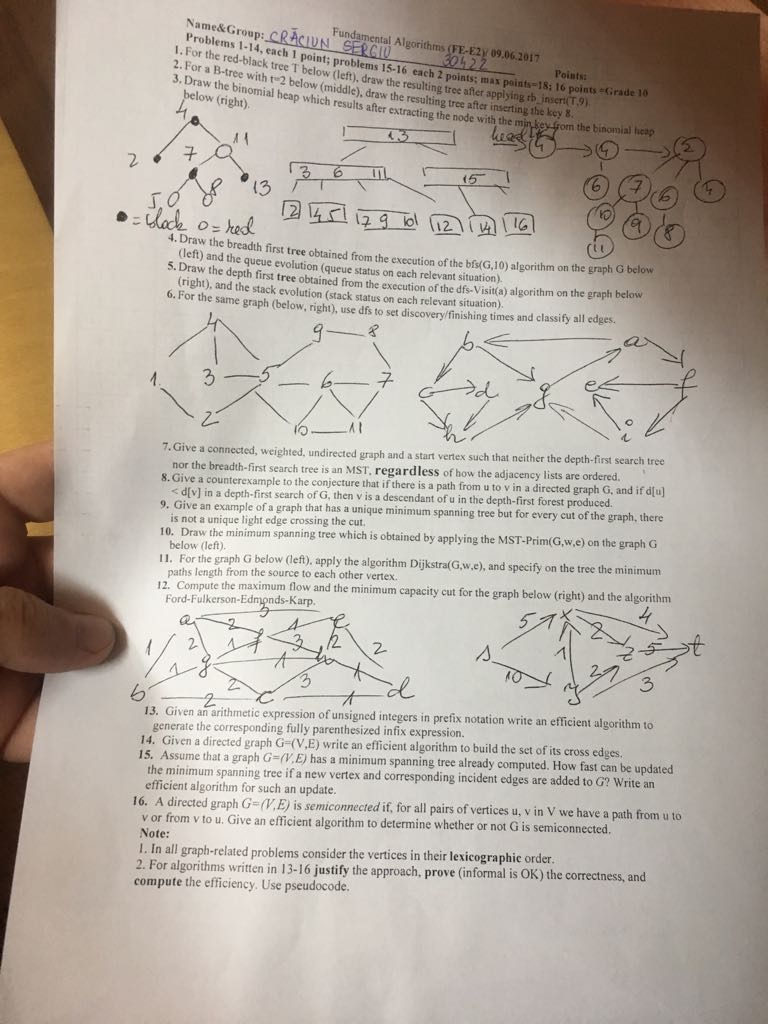 Fundamental Algorithms (FE-E2)/ 09.06.2017
Name&Group: CRĂCIUN SERGIU 30422 Points:
Problems 1-14, each 1 point; problems 15-16 each 2 points; max points=18; 16 points =Grade 10
1. For the red-black tree T below (left), draw the resulting tree after applying rb_insert(T,9).
2. For a B-tree with t=2 below (middle), draw the resulting tree after inserting the key 8.
3. Draw the binomial heap which results after extracting the node with the min key from the binomial heap
below (right).
4
2 7 11
5 8 13
● = black o = red
13
3 6 11 15
2 4 5 7 9 10 12 14 16
4 4 2
6 7 6 4
10 9 8
11
4. Draw the breadth first tree obtained from the execution of the bfs(G,10) algorithm on the graph G below
(left) and the queue evolution (queue status on each relevant situation).
5. Draw the depth first tree obtained from the execution of the dfs-Visit(a) algorithm on the graph below
(right), and the stack evolution (stack status on each relevant situation).
6. For the same graph (below, right), use dfs to set discovery/finishing times and classify all edges.
4 9 8
1 3 5 6 7
2 10 11
b a
c d g e f
h i
7. Give a connected, weighted, undirected graph and a start vertex such that neither the depth-first search tree
nor the breadth-first search tree is an MST, regardless of how the adjacency lists are ordered.
8. Give a counterexample to the conjecture that if there is a path from u to v in a directed graph G, and if d[u]
< d[v] in a depth-first search of G, then v is a descendant of u in the depth-first forest produced.
9. Give an example of a graph that has a unique minimum spanning tree but for every cut of the graph, there
is not a unique light edge crossing the cut.
10. Draw the minimum spanning tree which is obtained by applying the MST-Prim(G,w,e) on the graph G
below (left).
11. For the graph G below (left), apply the algorithm Dijkstra(G,w,e), and specify on the tree the minimum
paths length from the source to each other vertex.
12. Compute the maximum flow and the minimum capacity cut for the graph below (right) and the algorithm
Ford-Fulkerson-Edmonds-Karp.
3
a 2 f 1 e
1 2 1 3 2 2
1 g 1 h 1
b 2 2 c 3 1 d
5 x 4
s 1 2 z 5 t
10 y 2 3
13. Given an arithmetic expression of unsigned integers in prefix notation write an efficient algorithm to
generate the corresponding fully parenthesized infix expression.
14. Given a directed graph G=(V,E) write an efficient algorithm to build the set of its cross edges.
15. Assume that a graph G=(V,E) has a minimum spanning tree already computed. How fast can be updated
the minimum spanning tree if a new vertex and corresponding incident edges are added to G? Write an
efficient algorithm for such an update.
16. A directed graph G=(V,E) is semiconnected if, for all pairs of vertices u, v in V we have a path from u to
v or from v to u. Give an efficient algorithm to determine whether or not G is semiconnected.
Note:
1. In all graph-related problems consider the vertices in their lexicographic order.
2. For algorithms written in 13-16 justify the approach, prove (informal is OK) the correctness, and
compute the efficiency. Use pseudocode.